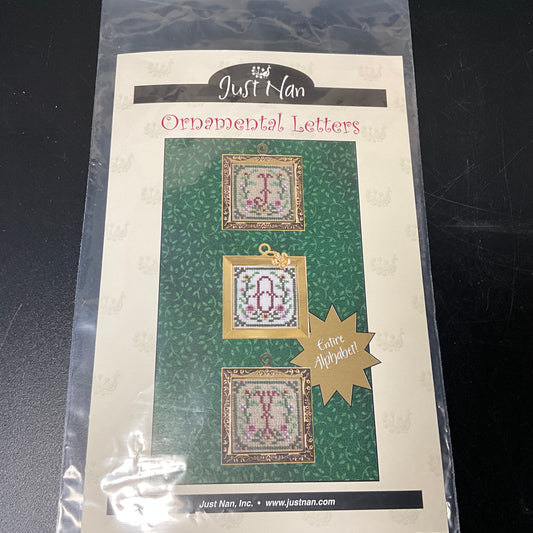 Just Nan
Ornamental Letters
J
O
Entire
Alphabet!
Y
Just Nan, Inc. • www.justnan.com